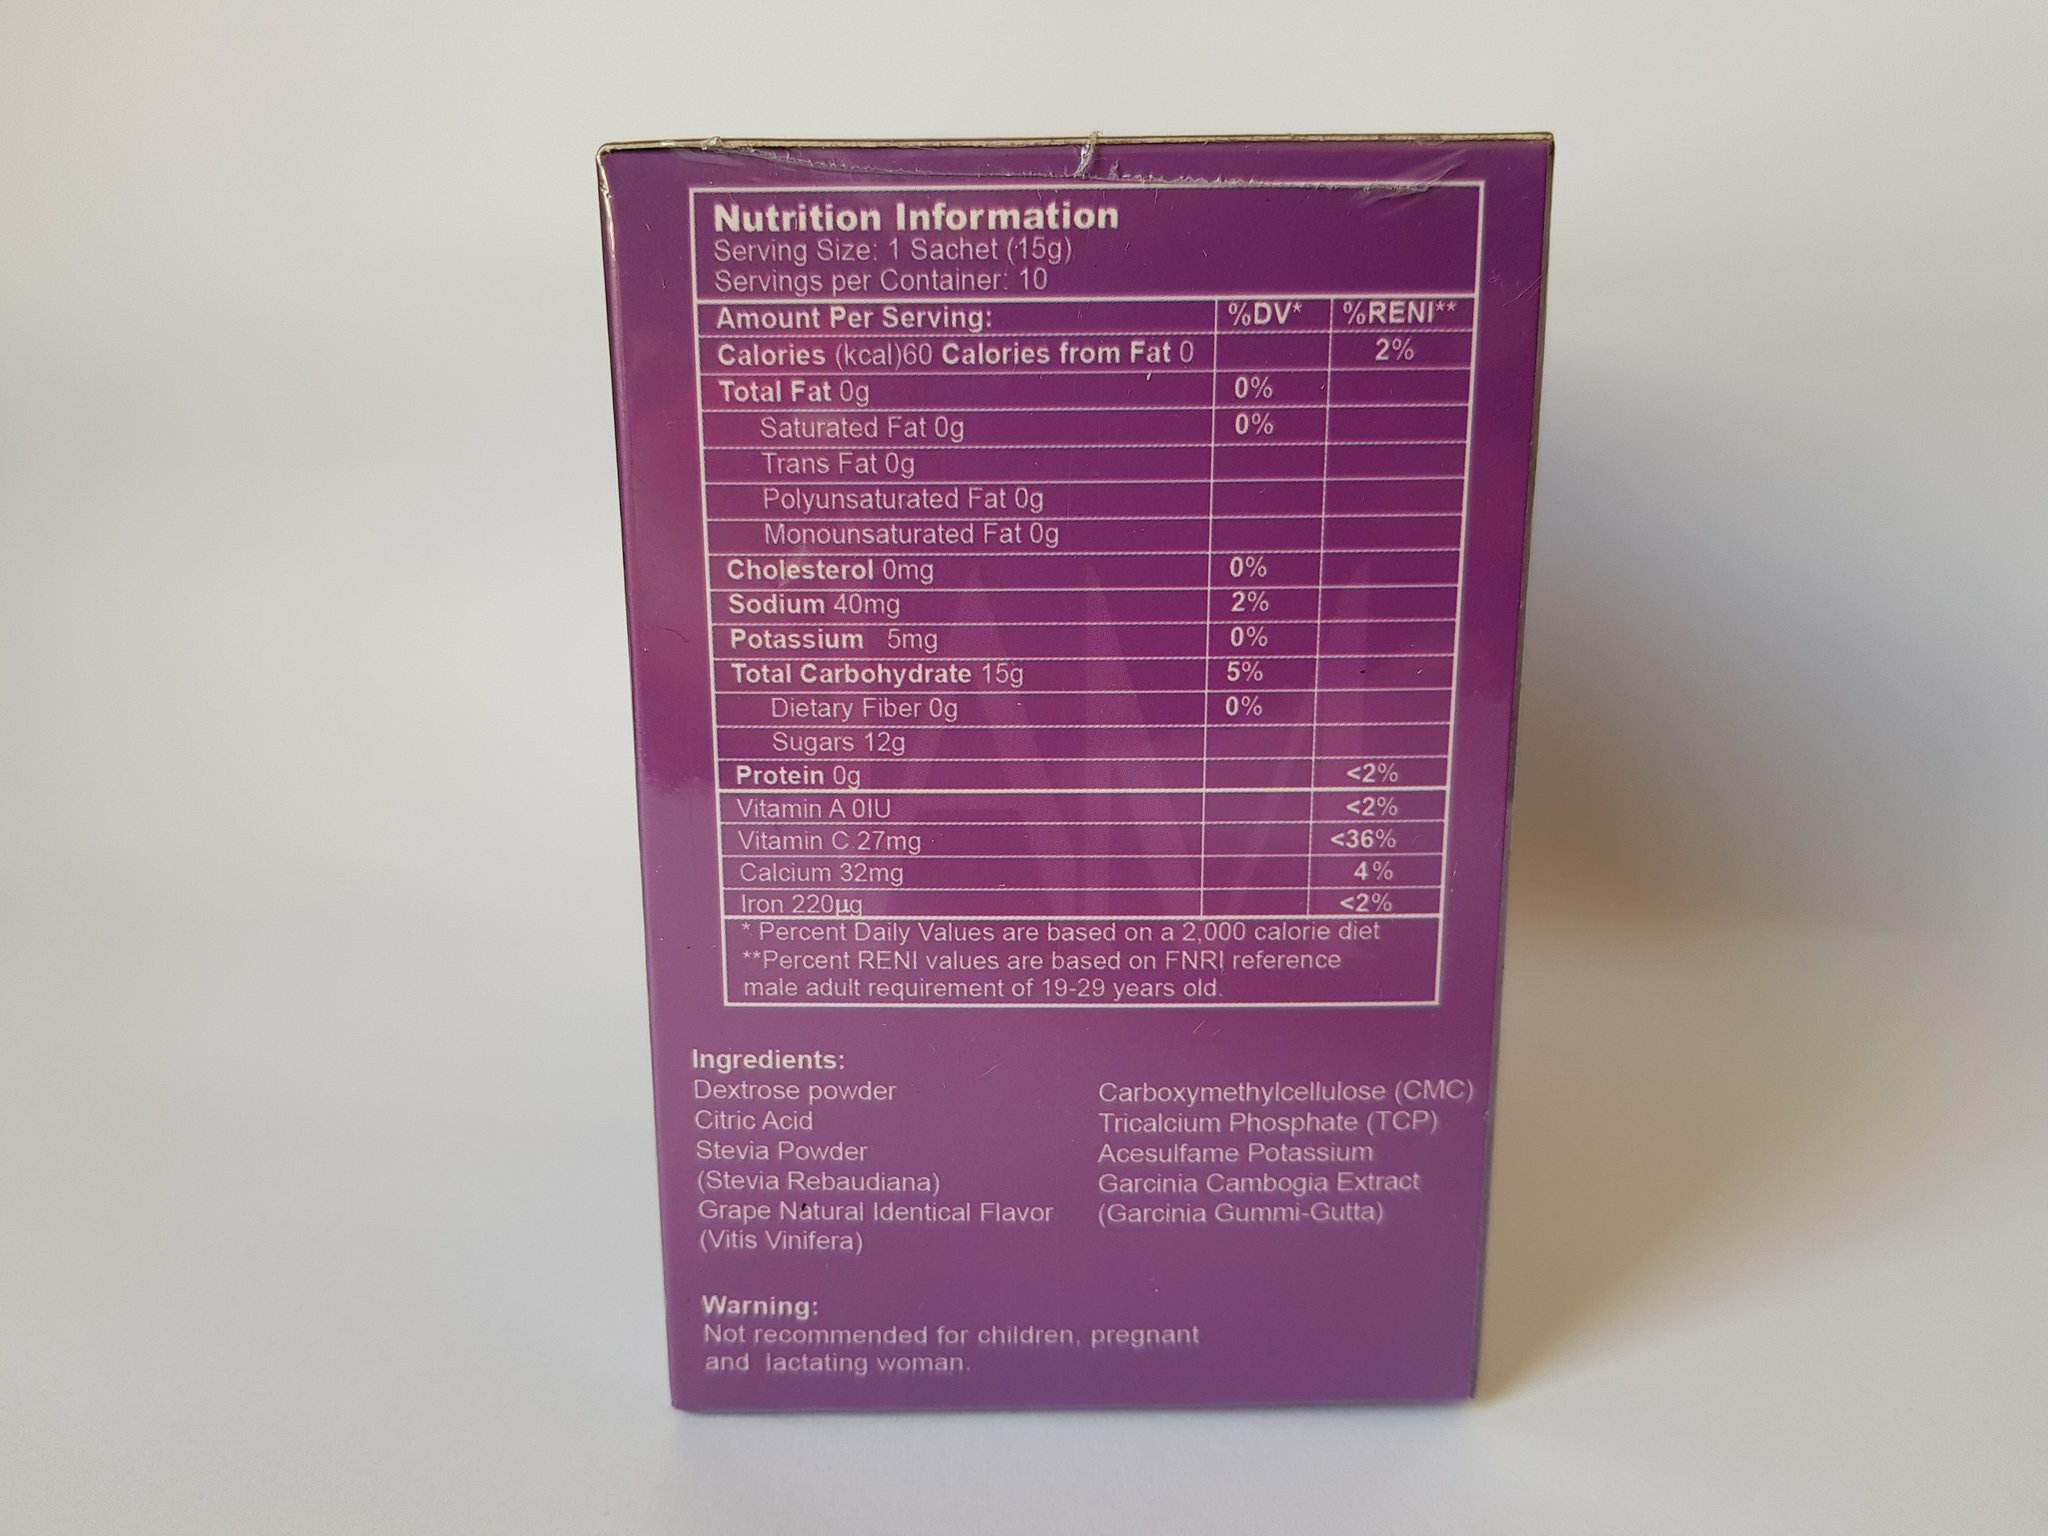 Nutrition Information
Serving Size: 1 Sachet (15g)
Servings per Container: 10
Amount Per Serving: %DV* %RENI**
Calories (kcal)60 Calories from Fat 0 2%
Total Fat 0g 0%
Saturated Fat 0g 0%
Trans Fat 0g
Polyunsaturated Fat 0g
Monounsaturated Fat 0g
Cholesterol 0mg 0%
Sodium 40mg 2%
Potassium 5mg 0%
Total Carbohydrate 15g 5%
Dietary Fiber 0g 0%
Sugars 12g
Protein 0g <2%
Vitamin A 0IU <2%
Vitamin C 27mg <36%
Calcium 32mg 4%
Iron 220µg <2%
* Percent Daily Values are based on a 2,000 calorie diet
**Percent RENI values are based on FNRI reference
male adult requirement of 19-29 years old.
Ingredients:
Dextrose powder
Citric Acid
Stevia Powder
(Stevia Rebaudiana)
Grape Natural Identical Flavor
(Vitis Vinifera)
Carboxymethylcellulose (CMC)
Tricalcium Phosphate (TCP)
Acesulfame Potassium
Garcinia Cambogia Extract
(Garcinia Gummi-Gutta)
Warning:
Not recommended for children, pregnant
and lactating woman.